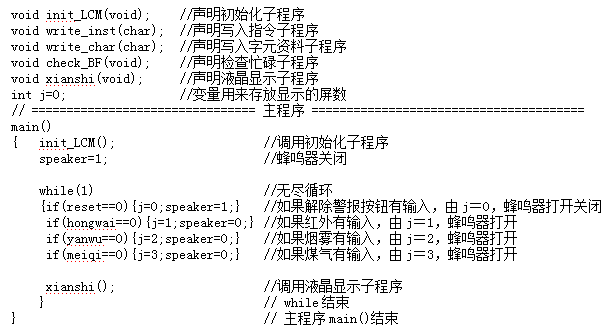 void init_LCM(void);    //声明初始化子程序
void write_inst(char);  //声明写入指令子程序
void write_char(char);  //声明写入字元资料子程序
void check_BF(void);    //声明检查忙碌子程序
void xianshi(void);     //声明液晶显示子程序
int j=0;                //变量用来存放显示的屏数
// ================================ 主程序 =======================================
main()
{   init_LCM();                     //调用初始化子程序
    speaker=1;                      //蜂鸣器关闭
    while(1)                        //无尽循环
    {if(reset==0){j=0;speaker=1;}   //如果解除警报按钮有输入，由 j＝0，蜂鸣器打开关闭
     if(hongwai==0){j=1;speaker=0;} //如果红外有输入，由 j＝1，蜂鸣器打开
     if(yanwu==0){j=2;speaker=0;}   //如果烟雾有输入，由 j＝2，蜂鸣器打开
     if(meiqi==0){j=3;speaker=0;}   //如果煤气有输入，由 j＝3，蜂鸣器打开
     xianshi();                     //调用液晶显示子程序
    }                               // while结束
}                                   // 主程序main()结束